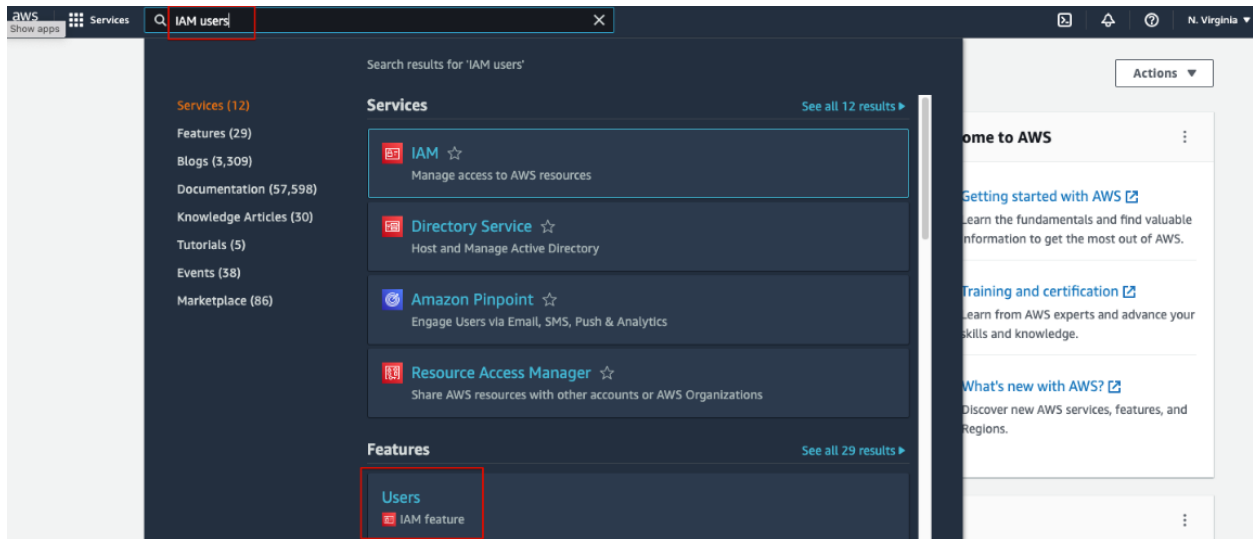 aws
Show apps
Services
IAM users
N. Virginia
Search results for 'IAM users'
Services (12)
Features (29)
Blogs (3,309)
Documentation (57,598)
Knowledge Articles (30)
Tutorials (5)
Events (38)
Marketplace (86)
Services
See all 12 results
IAM
Manage access to AWS resources
Directory Service
Host and Manage Active Directory
Amazon Pinpoint
Engage Users via Email, SMS, Push & Analytics
Resource Access Manager
Share AWS resources with other accounts or AWS Organizations
Features
See all 29 results
Users
IAM feature
Actions
ome to AWS
Getting started with AWS
Learn the fundamentals and find valuable
information to get the most out of AWS.
Training and certification
Learn from AWS experts and advance your
skills and knowledge.
What's new with AWS?
Discover new AWS services, features, and
Regions.